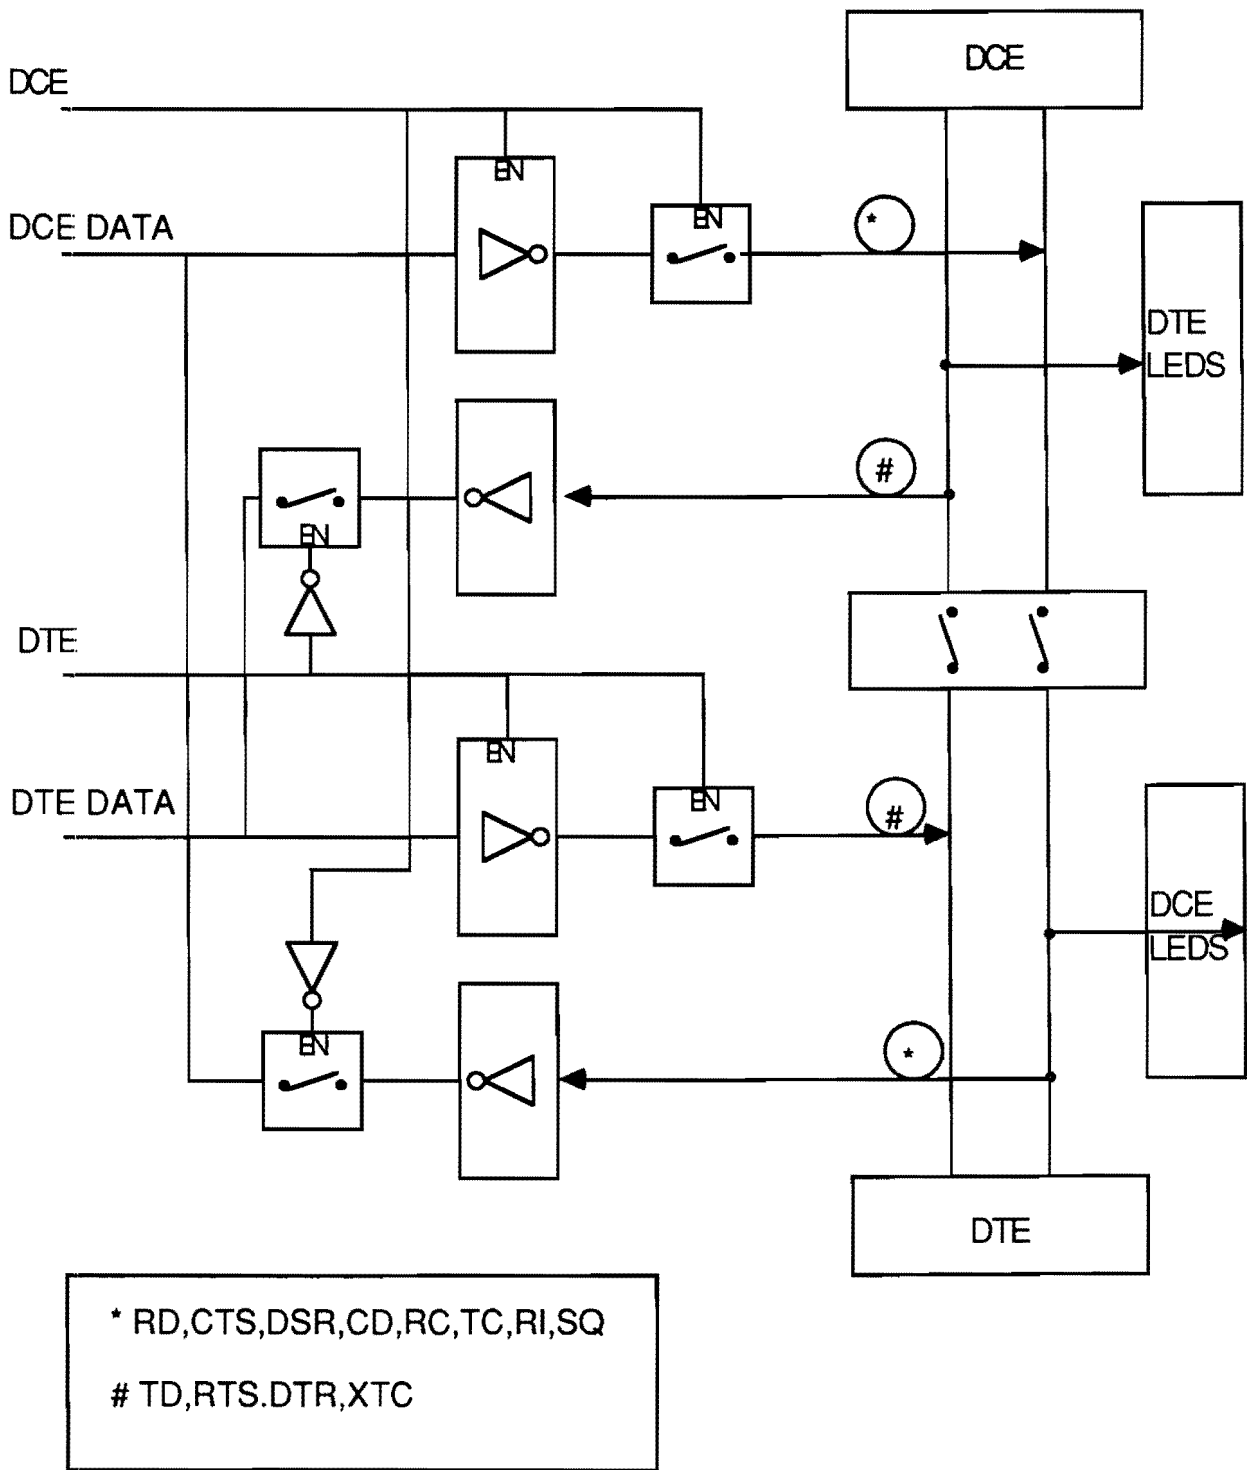 DCE
DCE
EN
EN
DCE DATA
*
DTE
LEDS
#
EN
DTE
EN
EN
DTE DATA
#
DCE
LEDS
EN
*
DTE
* RD,CTS,DSR,CD,RC,TC,RI,SQ
# TD,RTS.DTR,XTC